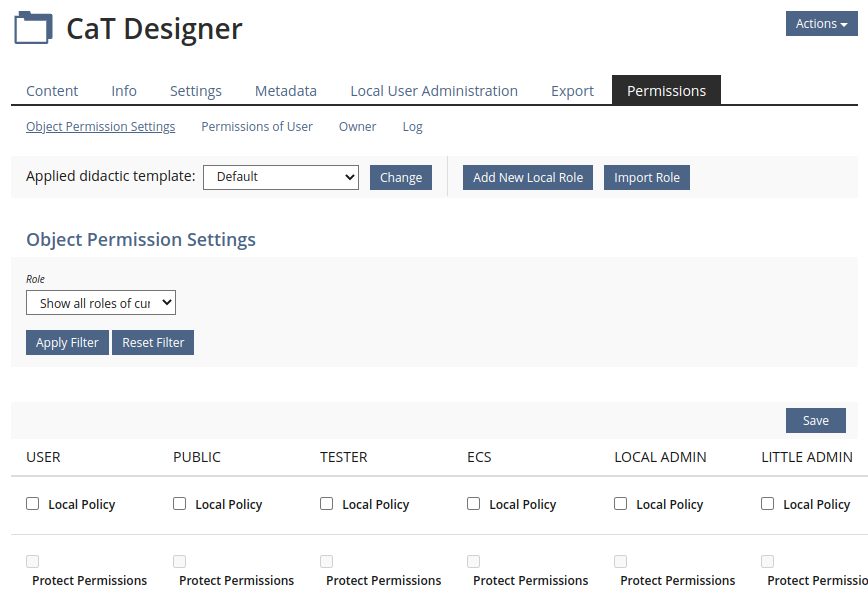 CaT Designer
Actions
Content Info Settings Metadata Local User Administration Export Permissions
Object Permission Settings Permissions of User Owner Log
Applied didactic template: Default Change Add New Local Role Import Role
Object Permission Settings
Role
Show all roles of cur
Apply Filter Reset Filter
Save
USER PUBLIC TESTER ECS LOCAL ADMIN LITTLE ADMIN
Local Policy Local Policy Local Policy Local Policy Local Policy Local Policy
Protect Permissions Protect Permissions Protect Permissions Protect Permissions Protect Permissions Protect Permissio